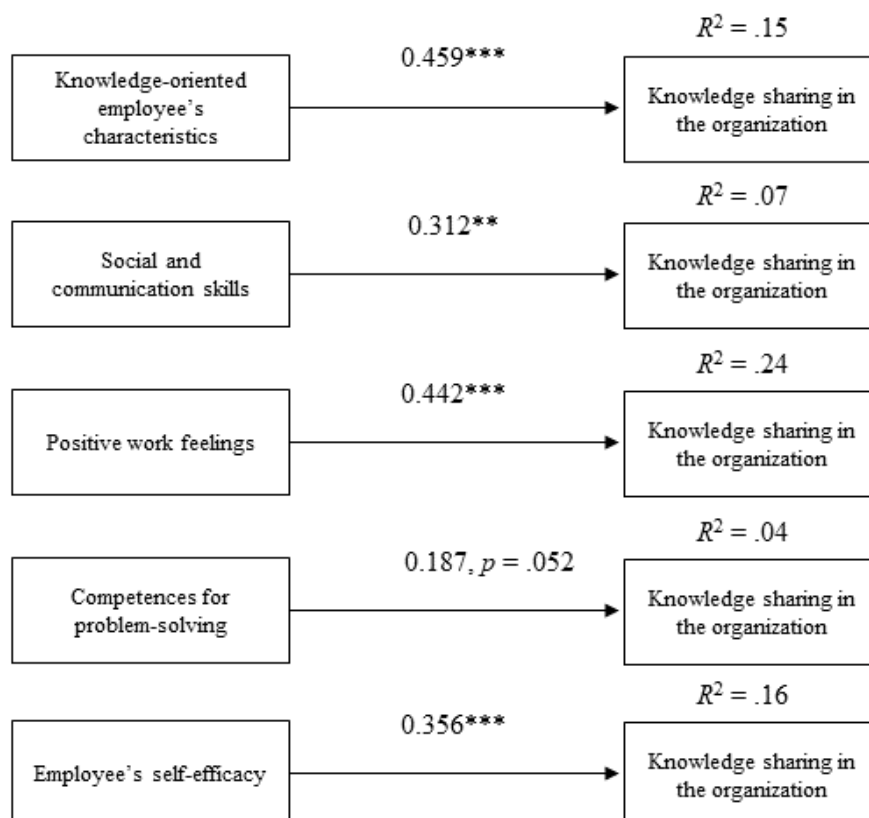 R² = .15
0.459***
Knowledge-oriented
employee’s
characteristics
Knowledge sharing in
the organization
R² = .07
0.312**
Social and
communication skills
Knowledge sharing in
the organization
R² = .24
0.442***
Positive work feelings
Knowledge sharing in
the organization
R² = .04
0.187, p = .052
Competences for
problem-solving
Knowledge sharing in
the organization
R² = .16
0.356***
Employee’s self-efficacy
Knowledge sharing in
the organization